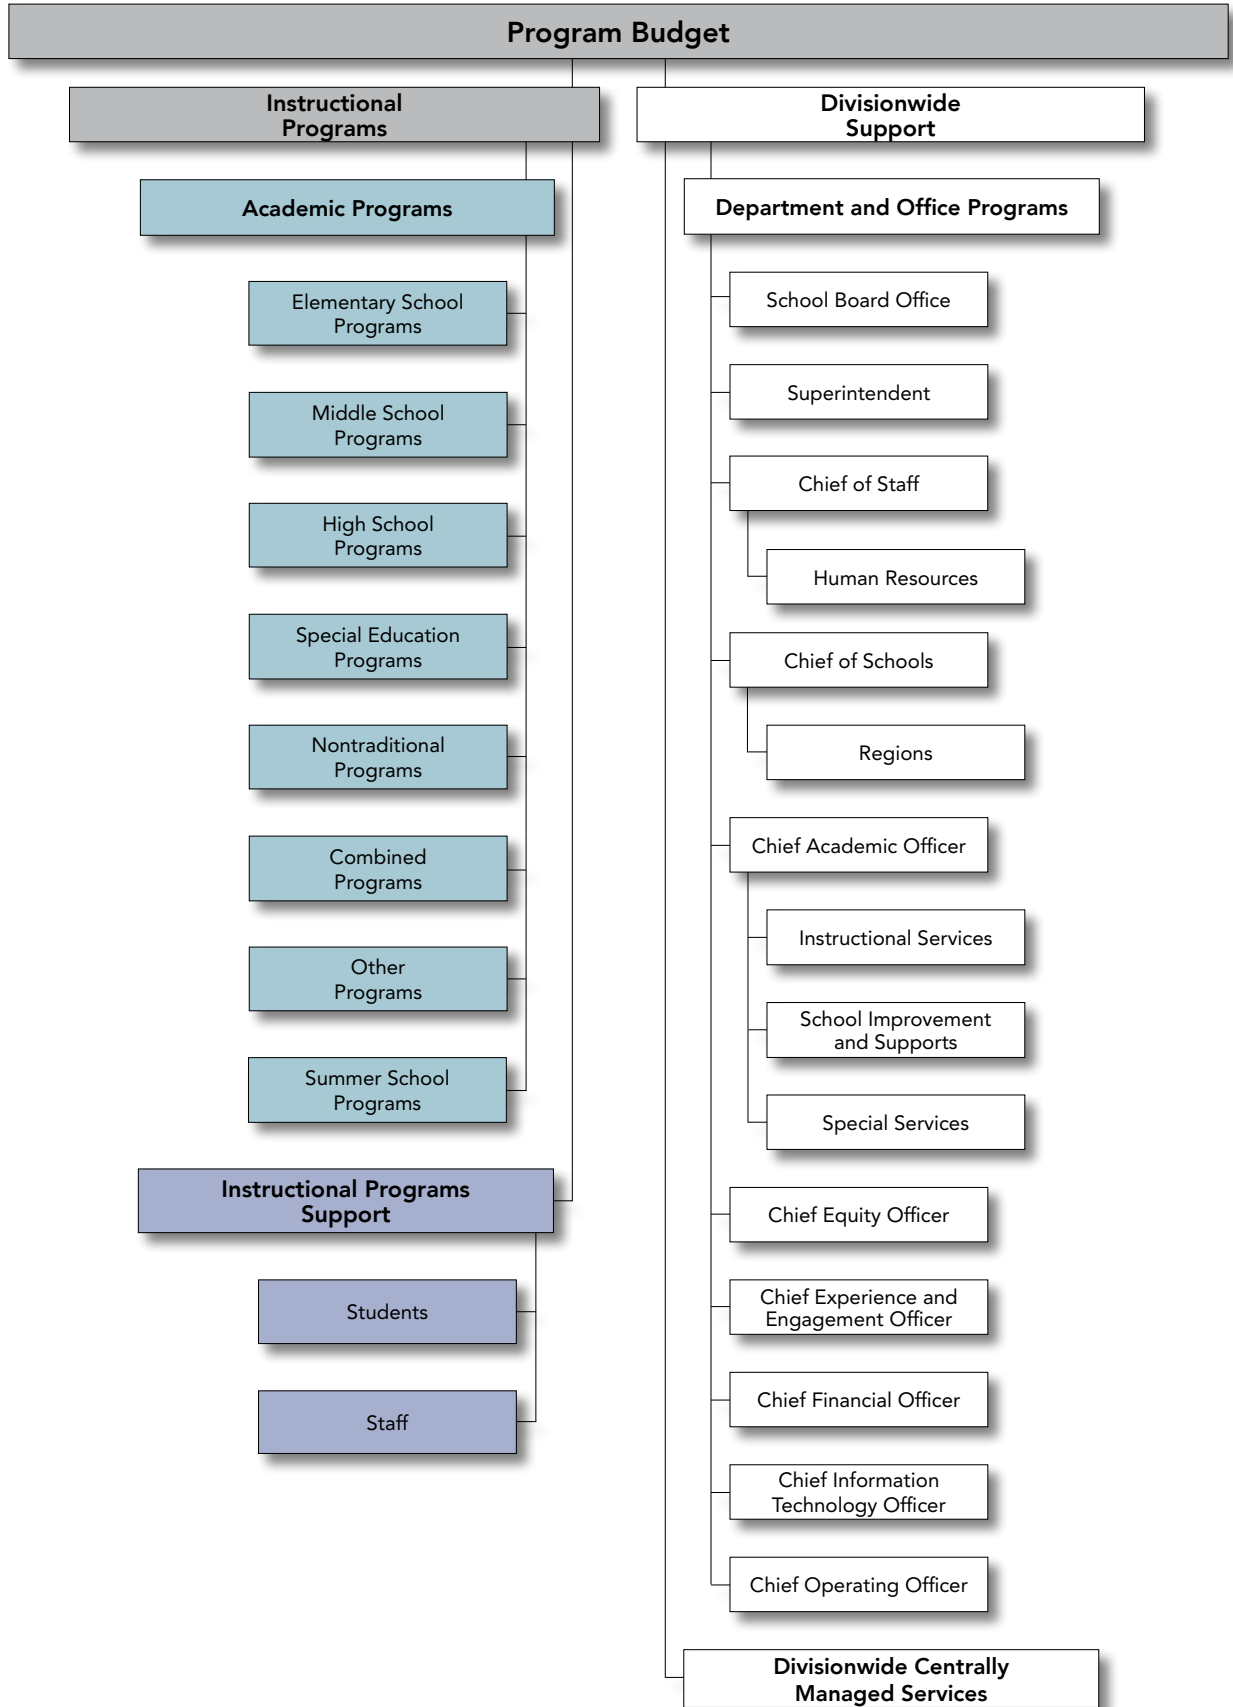 Program Budget
Instructional
Programs
Academic Programs
Elementary School
Programs
Middle School
Programs
High School
Programs
Special Education
Programs
Nontraditional
Programs
Combined
Programs
Other
Programs
Summer School
Programs
Instructional Programs
Support
Students
Staff
Divisionwide
Support
Department and Office Programs
School Board Office
Superintendent
Chief of Staff
Human Resources
Chief of Schools
Regions
Chief Academic Officer
Instructional Services
School Improvement
and Supports
Special Services
Chief Equity Officer
Chief Experience and
Engagement Officer
Chief Financial Officer
Chief Information
Technology Officer
Chief Operating Officer
Divisionwide Centrally
Managed Services